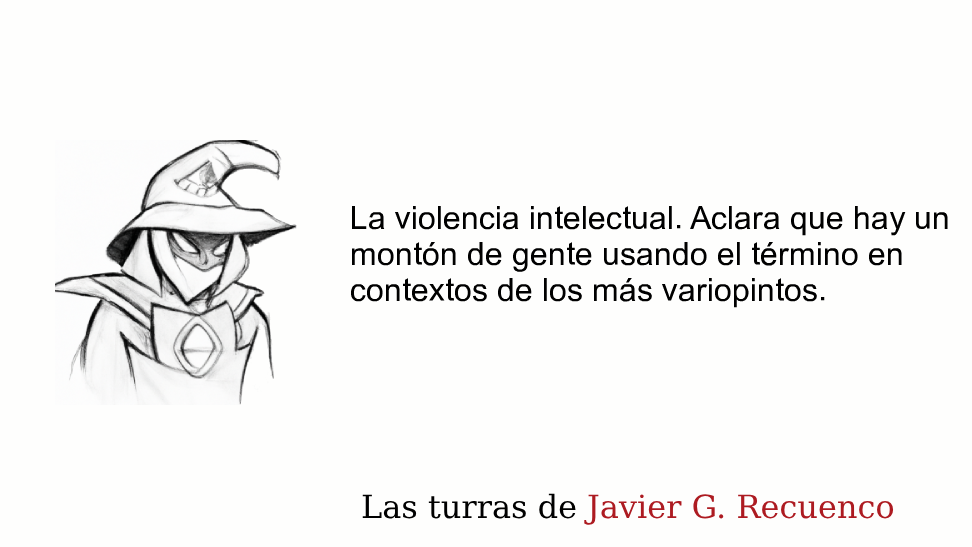 La violencia intelectual. Aclara que hay un
montón de gente usando el término en
contextos de los más variopintos.
Las turras de Javier G. Recuenco